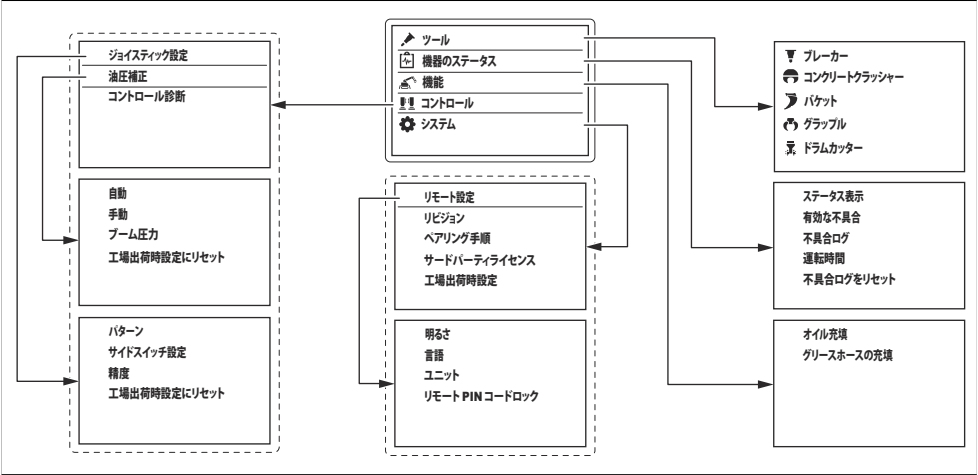 ジョイスティック設定
油圧補正
コントロール診断
自動
手動
ブーム圧力
工場出荷時設定にリセット
パターン
サイドスイッチ設定
精度
工場出荷時設定にリセット
ツール
機器のステータス
機能
コントロール
システム
リモート設定
リビジョン
ペアリング手順
サードパーティライセンス
工場出荷時設定
明るさ
言語
ユニット
リモート PIN コードロック
ブレーカー
コンクリートクラッシャー
バケット
グラップル
ドラムカッター
ステータス表示
有効な不具合
不具合ログ
運転時間
不具合ログをリセット
オイル充填
グリースホースの充填